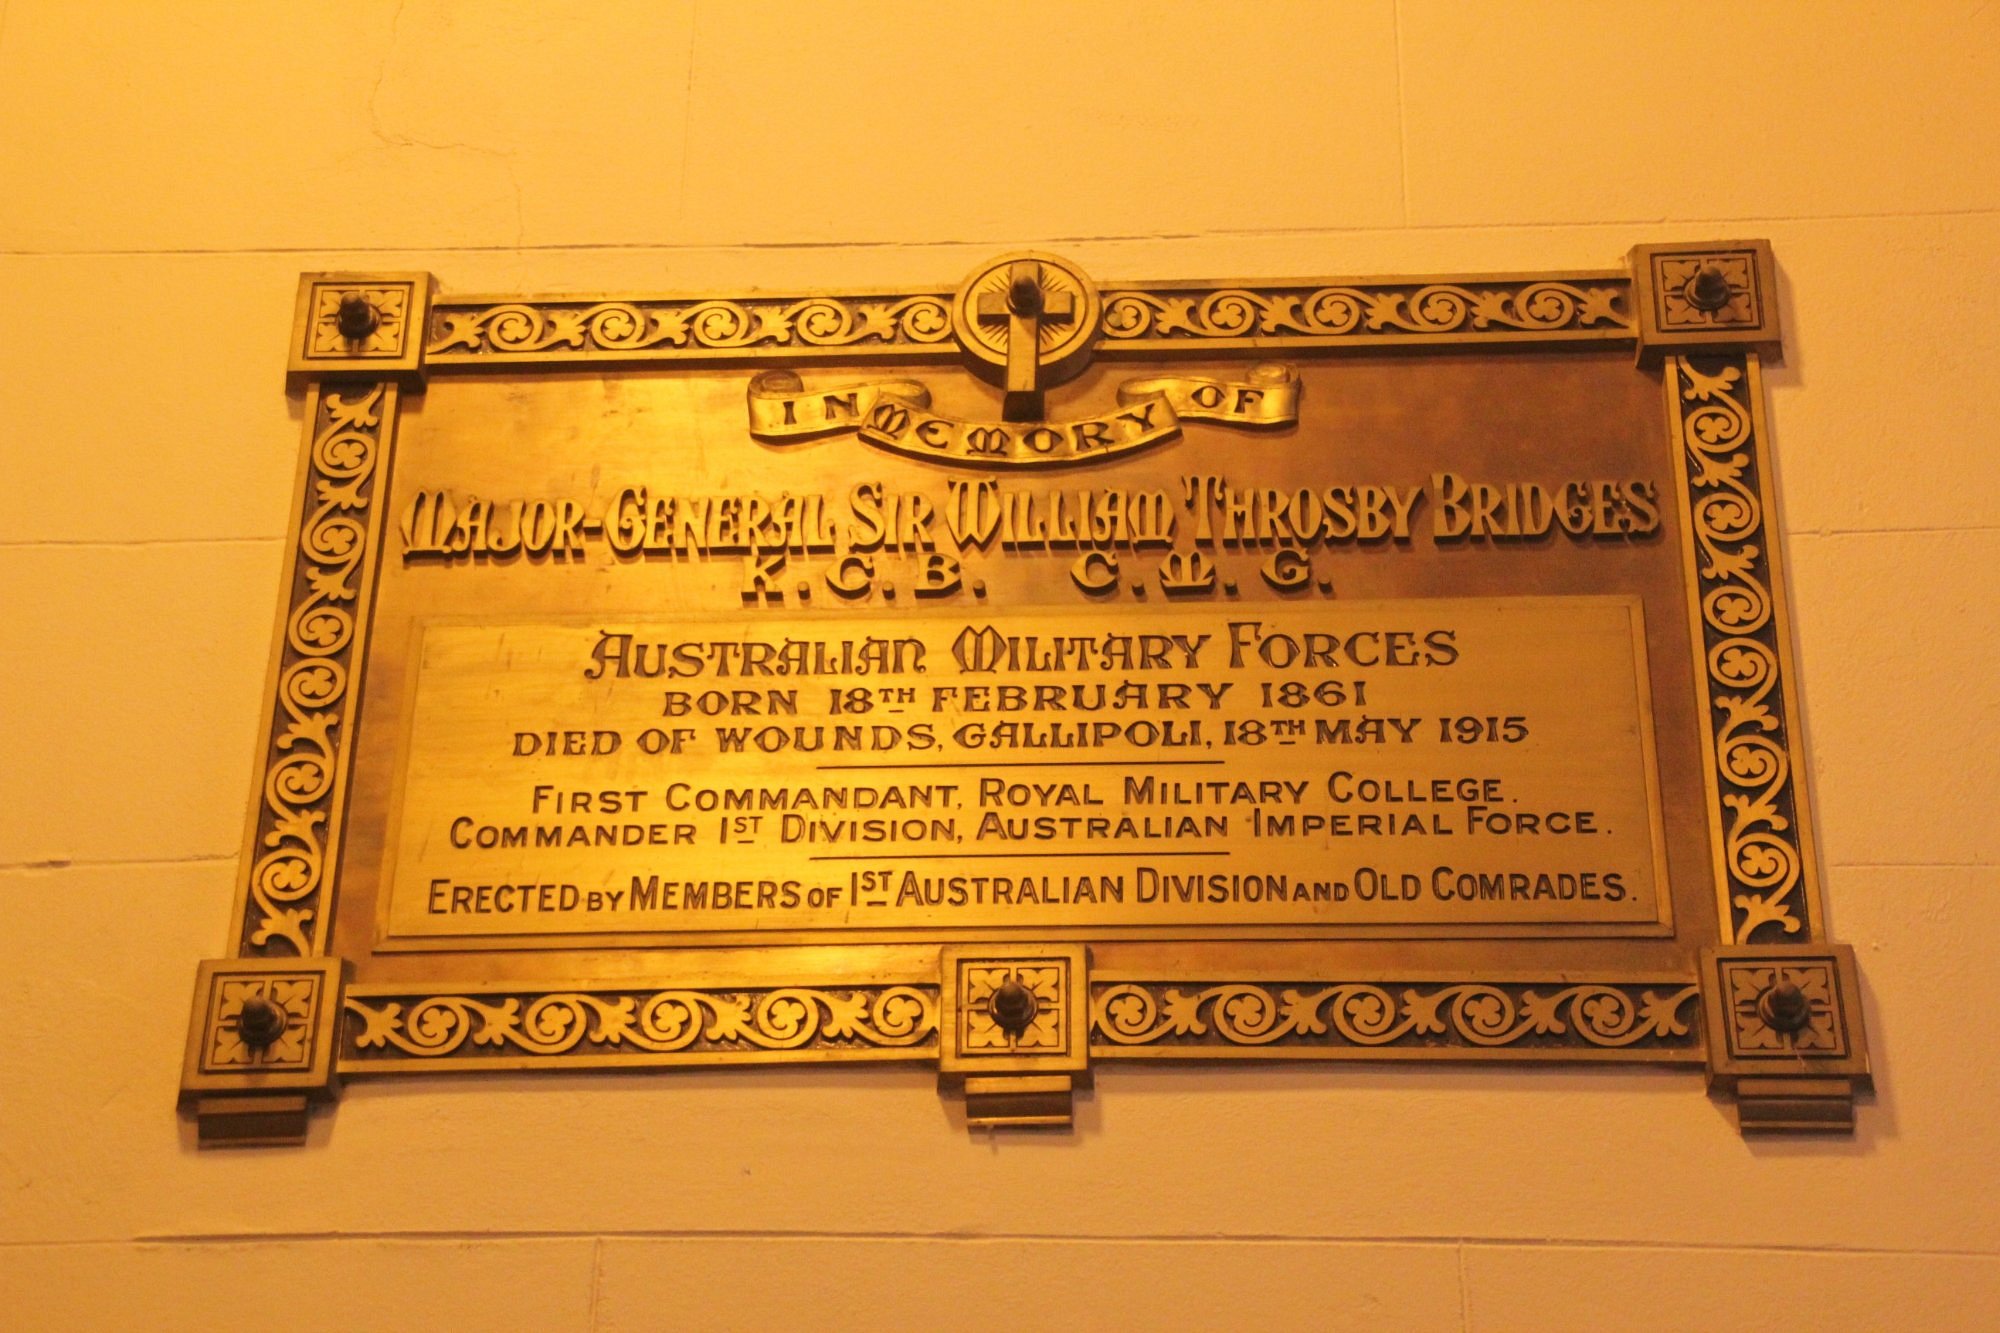 IN MEMORY OF
MAJOR-GENERAL SIR WILLIAM THROSBY BRIDGES
K.C.B. C.M.G.
AUSTRALIAN MILITARY FORCES
BORN 18TH FEBRUARY 1861
DIED OF WOUNDS, GALLIPOLI, 18TH MAY 1915
FIRST COMMANDANT, ROYAL MILITARY COLLEGE.
COMMANDER 1ST DIVISION, AUSTRALIAN IMPERIAL FORCE.
ERECTED BY MEMBERS OF 1ST AUSTRALIAN DIVISION AND OLD COMRADES.